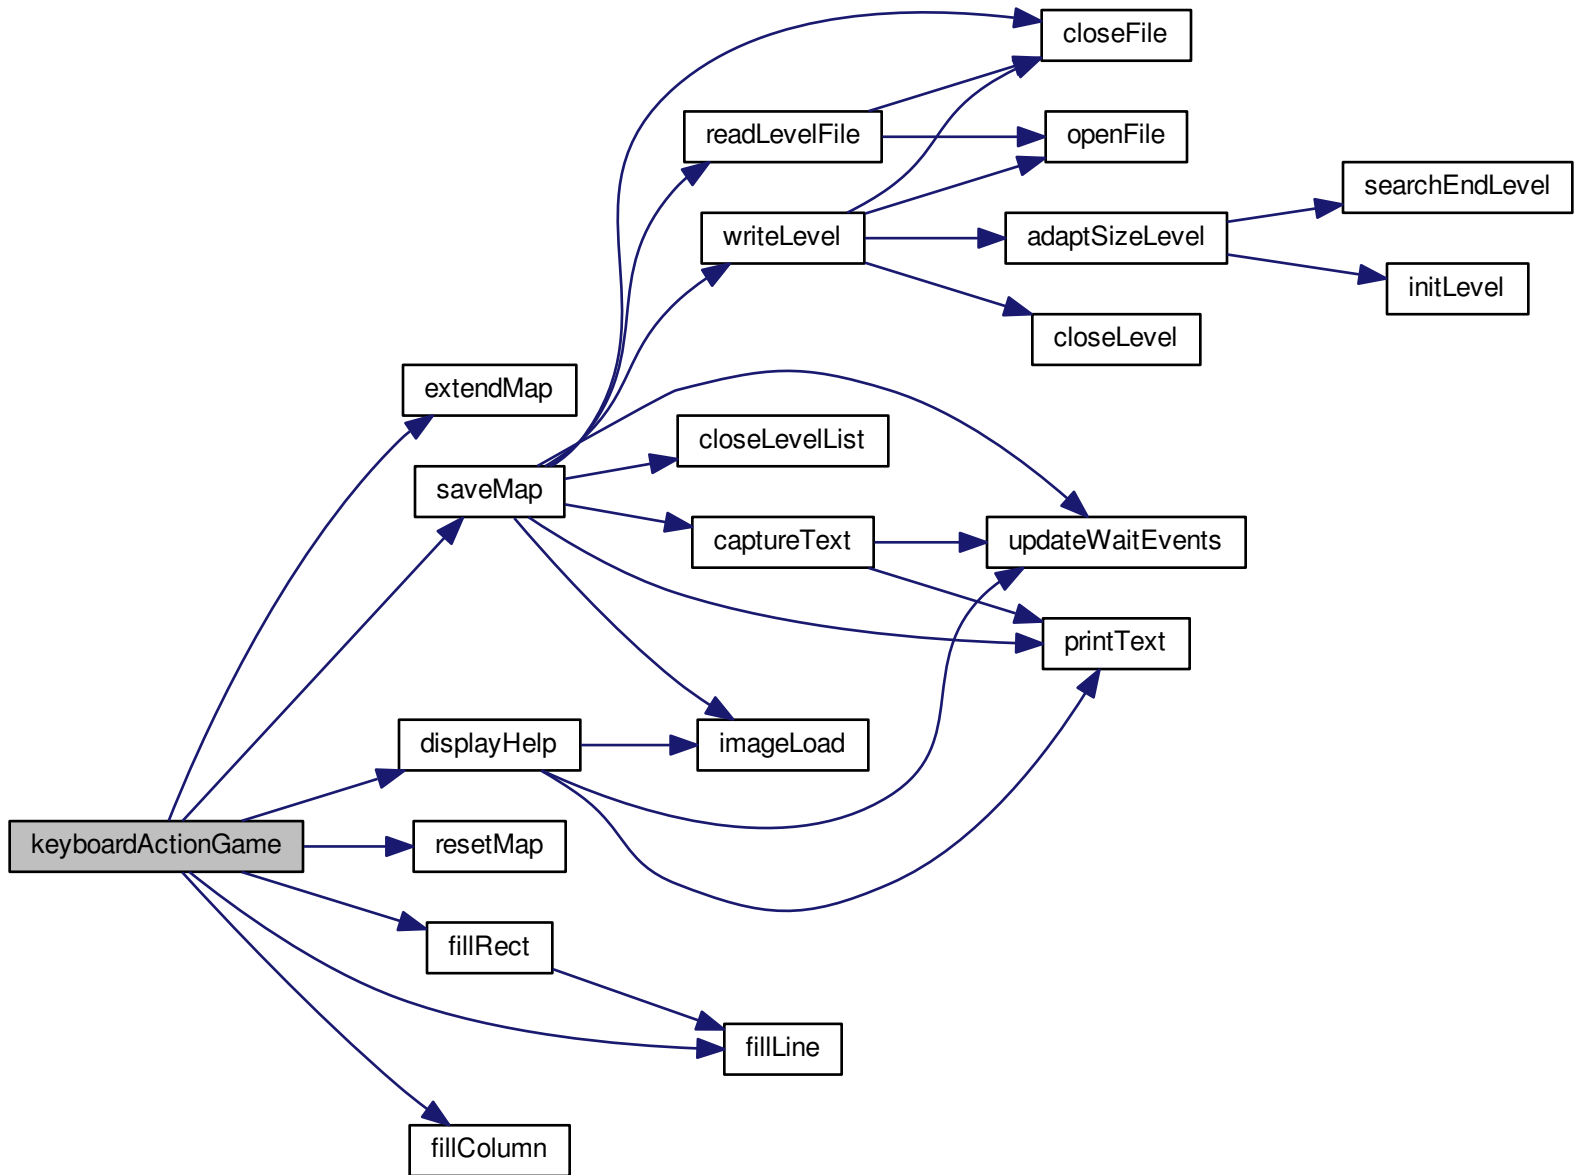 closeFile
readLevelFile
openFile
searchEndLevel
writeLevel
adaptSizeLevel
initLevel
closeLevel
extendMap
closeLevelList
saveMap
captureText
updateWaitEvents
printText
displayHelp
imageLoad
keyboardActionGame
resetMap
fillRect
fillLine
fillColumn